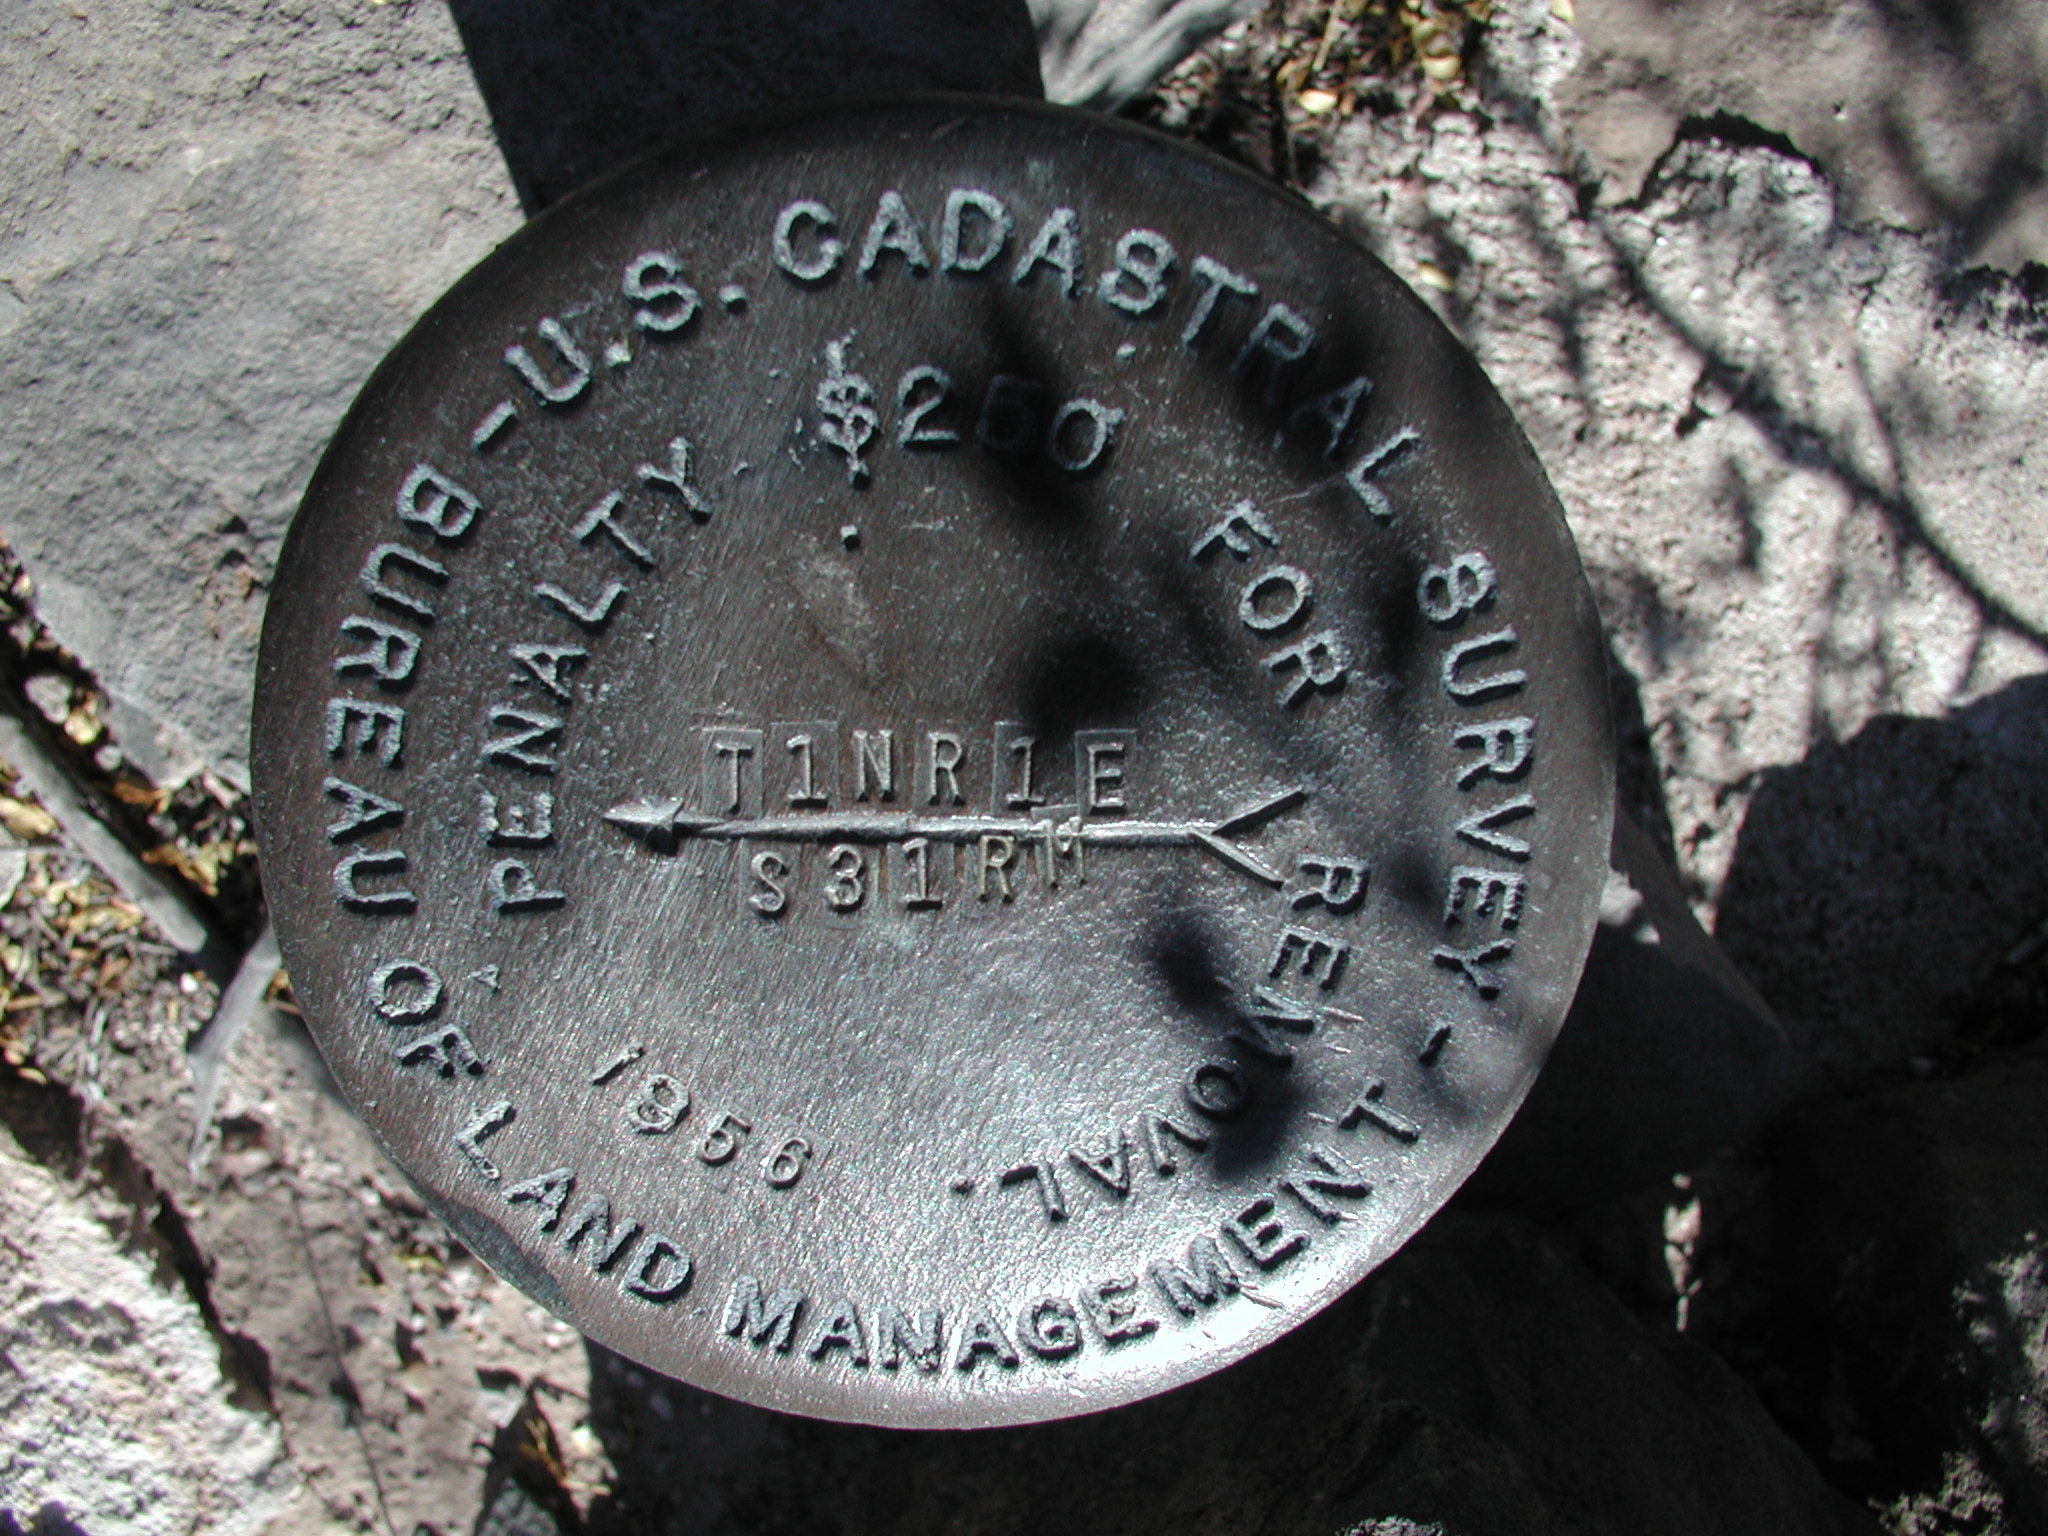 BUREAU OF LAND MANAGEMENT
- U.S. CADASTRAL SURVEY -
PENALTY $250 FOR REMOVAL.
T1NR1E
S31RM
1956